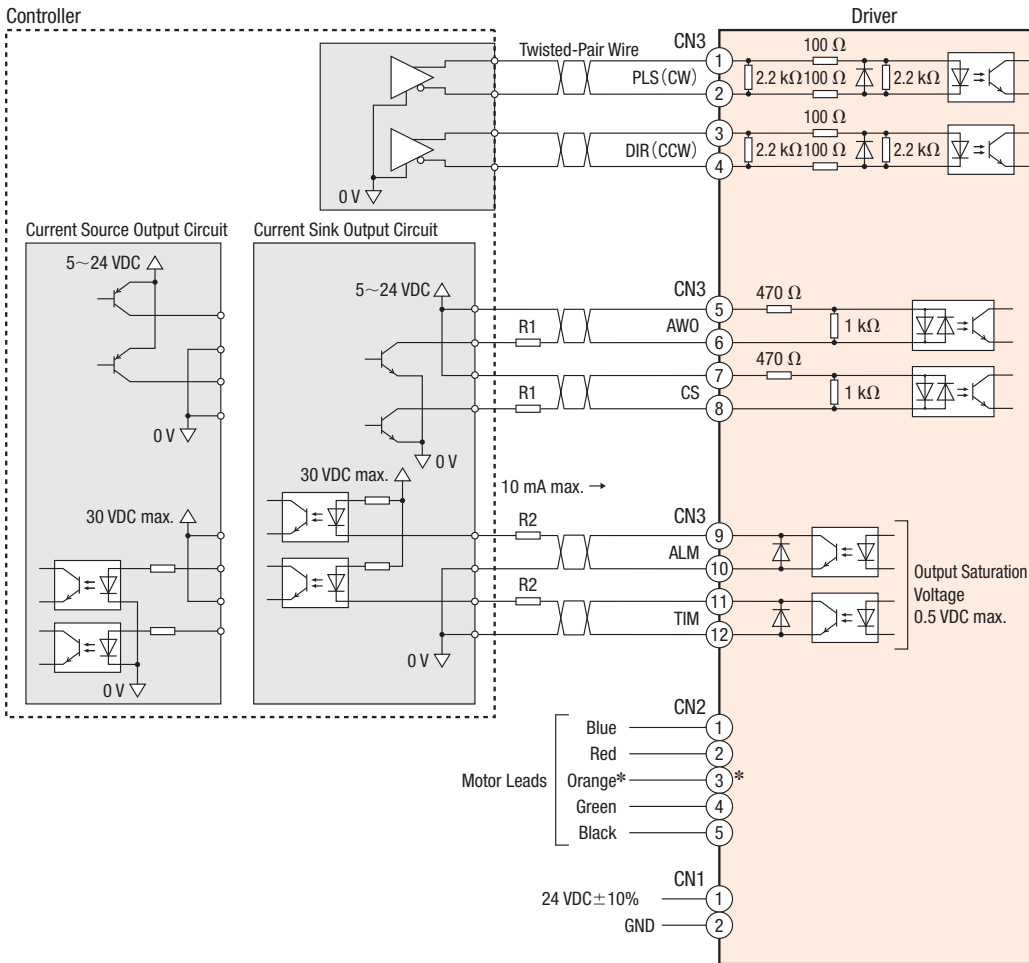 Controller
Driver
Twisted-Pair Wire
CN3
100 Ω
1
PLS (CW)
2.2 kΩ
100 Ω
2.2 kΩ
2
100 Ω
3
DIR (CCW)
2.2 kΩ
100 Ω
2.2 kΩ
4
0 V
Current Source Output Circuit
Current Sink Output Circuit
5~24 VDC
5~24 VDC
CN3
470 Ω
5
R1
AWO
1 kΩ
6
470 Ω
7
R1
CS
1 kΩ
8
0 V
0 V
30 VDC max.
10 mA max. →
30 VDC max.
R2
CN3
9
ALM
10
R2
11
TIM
12
Output Saturation
Voltage
0.5 VDC max.
0 V
0 V
CN2
Motor Leads
Blue
1
Red
2
Orange*
3
*
Green
4
Black
5
CN1
24 VDC±10%
1
GND
2